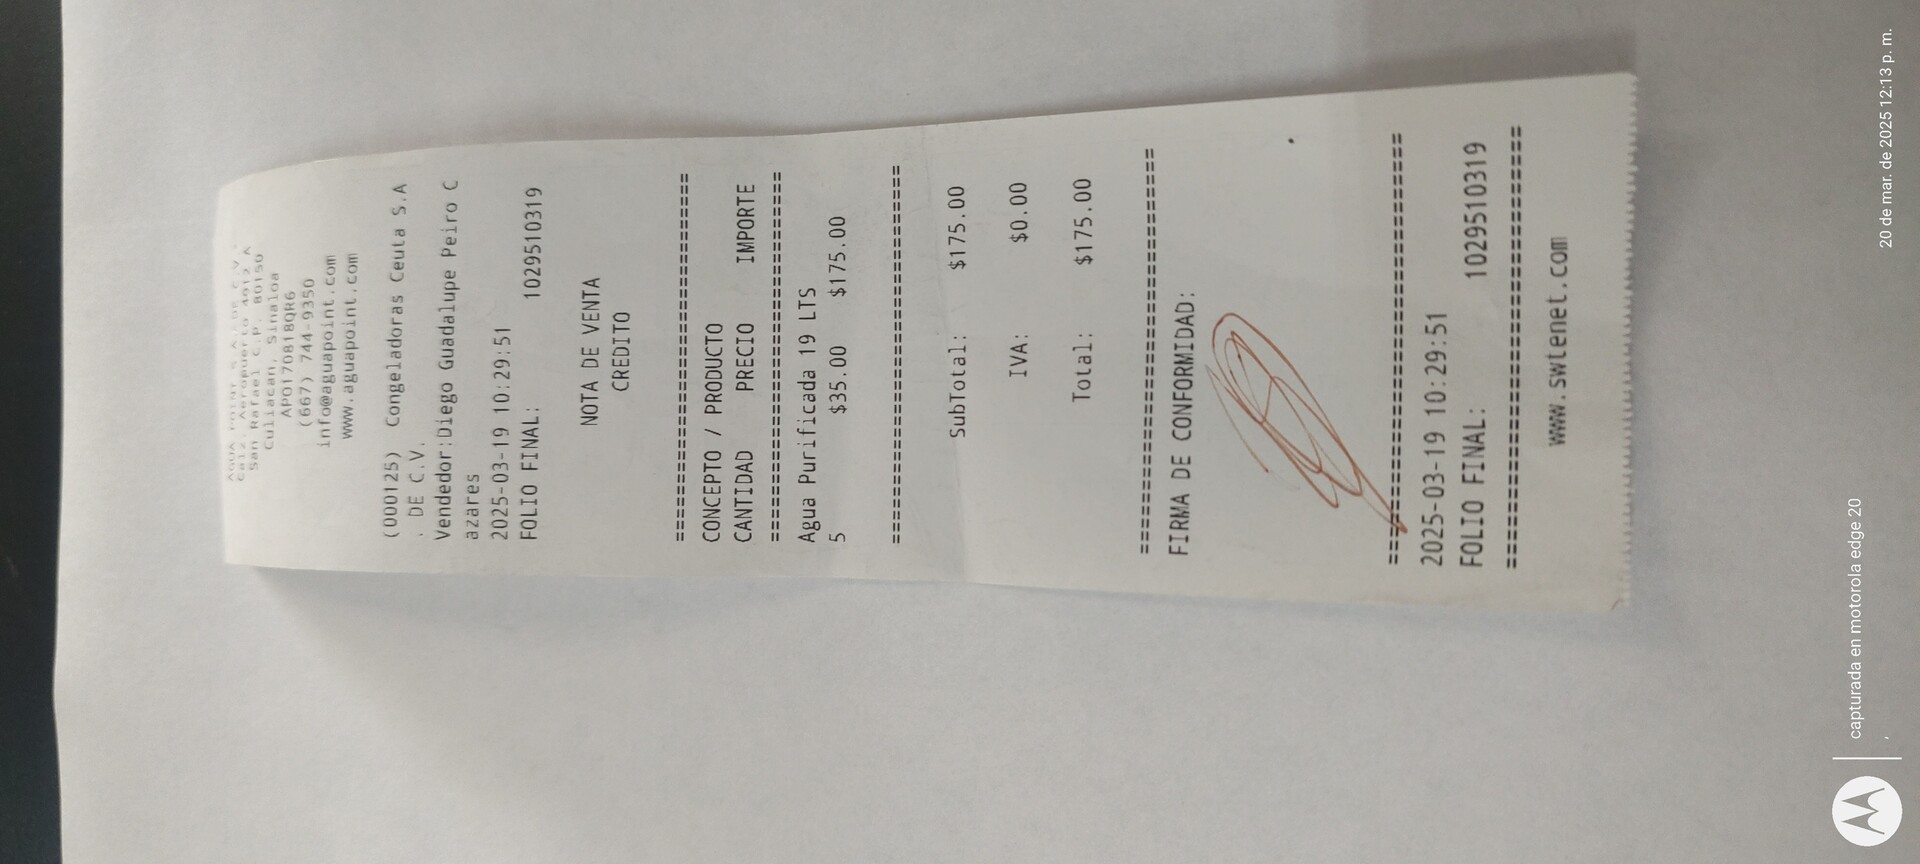 AGUA POINT S.A. DE C.V.
Calz. Aeropuerto 4012 A
San Rafael C.P. 80150
Culiacan, Sinaloa
APO170818QR6
(667) 744-9350
info@aguapoint.com
www.aguapoint.com
(000125) Congeladoras Ceuta S.A
. DE C.V.
Vendedor:Diego Guadalupe Peiro C
azares
2025-03-19 10:29:51
FOLIO FINAL: 1029510319
NOTA DE VENTA
CREDITO
================================
CONCEPTO / PRODUCTO
CANTIDAD PRECIO IMPORTE
================================
Agua Purificada 19 LTS
5 $35.00 $175.00
================================
SubTotal: $175.00
IVA: $0.00
Total: $175.00
================================
FIRMA DE CONFORMIDAD:
================================
2025-03-19 10:29:51
FOLIO FINAL: 1029510319
================================
www.swtenet.com
capturada en motorola edge 20
20 de mar. de 2025 12:13 p. m.